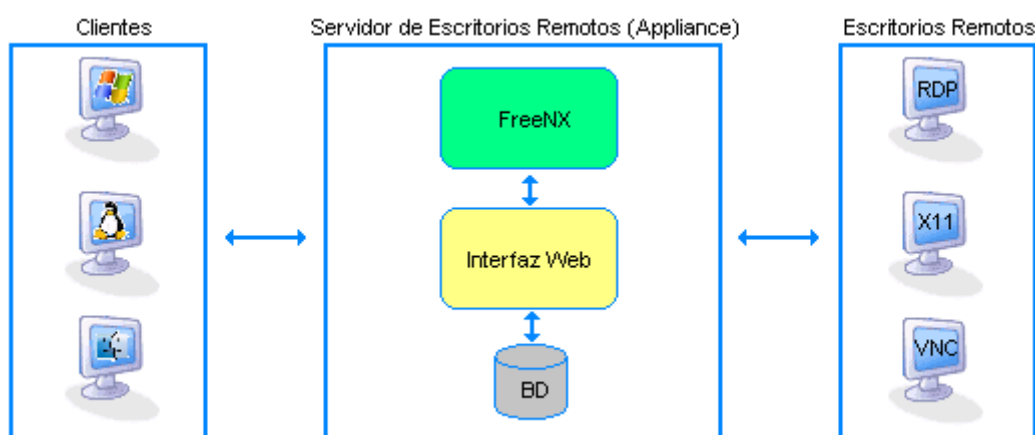 Clientes
Servidor de Escritorios Remotos (Appliance)
Escritorios Remotos
FreeNX
Interfaz Web
BD
RDP
X11
VNC